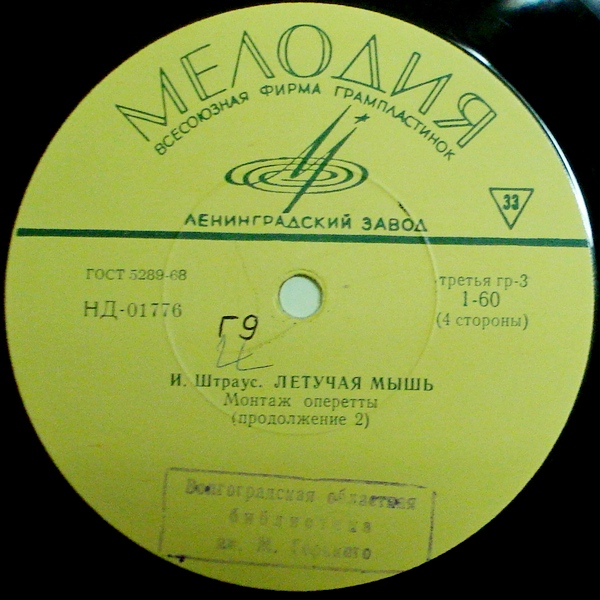 МЕЛОДИЯ
ВСЕСОЮЗНАЯ ФИРМА ГРАМПЛАСТИНОК
ЛЕНИНГРАДСКИЙ ЗАВОД
33
ГОСТ 5289-68
НД-01776
третья гр-3
1-60
(4 стороны)
Г9
И. Штраус. ЛЕТУЧАЯ МЫШЬ
Монтаж оперетты
(продолжение 2)
Волгоградская областная
библиотека
им. М. Горького